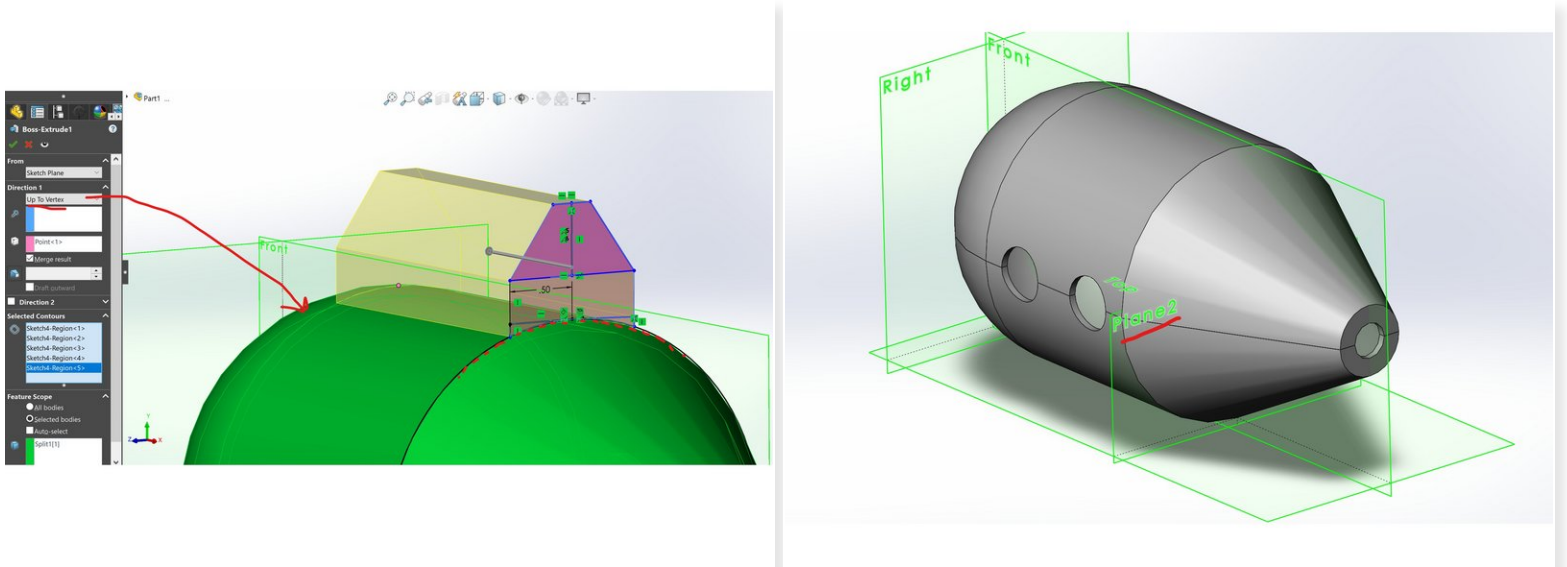 Part1 ...
Boss-Extrude1
From
Sketch Plane
Direction 1
Up To Vertex
Point<1>
Merge result
Draft outward
Direction 2
Selected Contours
Sketch4-Region<1>
Sketch4-Region<2>
Sketch4-Region<3>
Sketch4-Region<4>
Sketch4-Region<5>
Feature Scope
All bodies
Selected bodies
Auto-select
Split1[1]
Front
.50
Y
Z
X
Right
Front
Top
Plane2